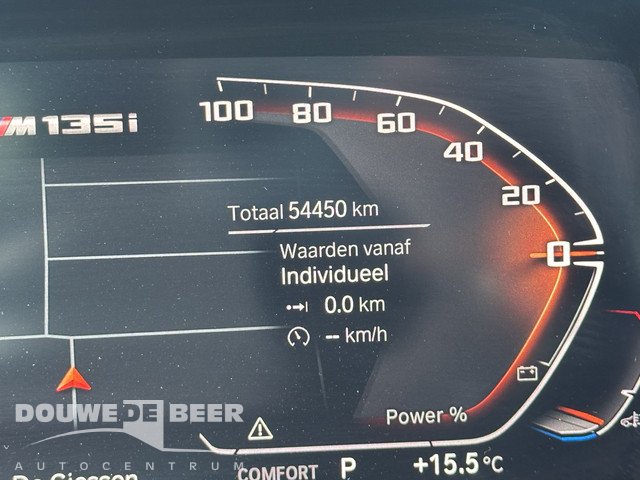 M135i
100 80 60 40 20 0
Totaal 54450 km
Waarden vanaf
Individueel
0.0 km
-- km/h
Power %
DOUWE DE BEER
AUTOCENTRUM
COMFORT P +15.5°C